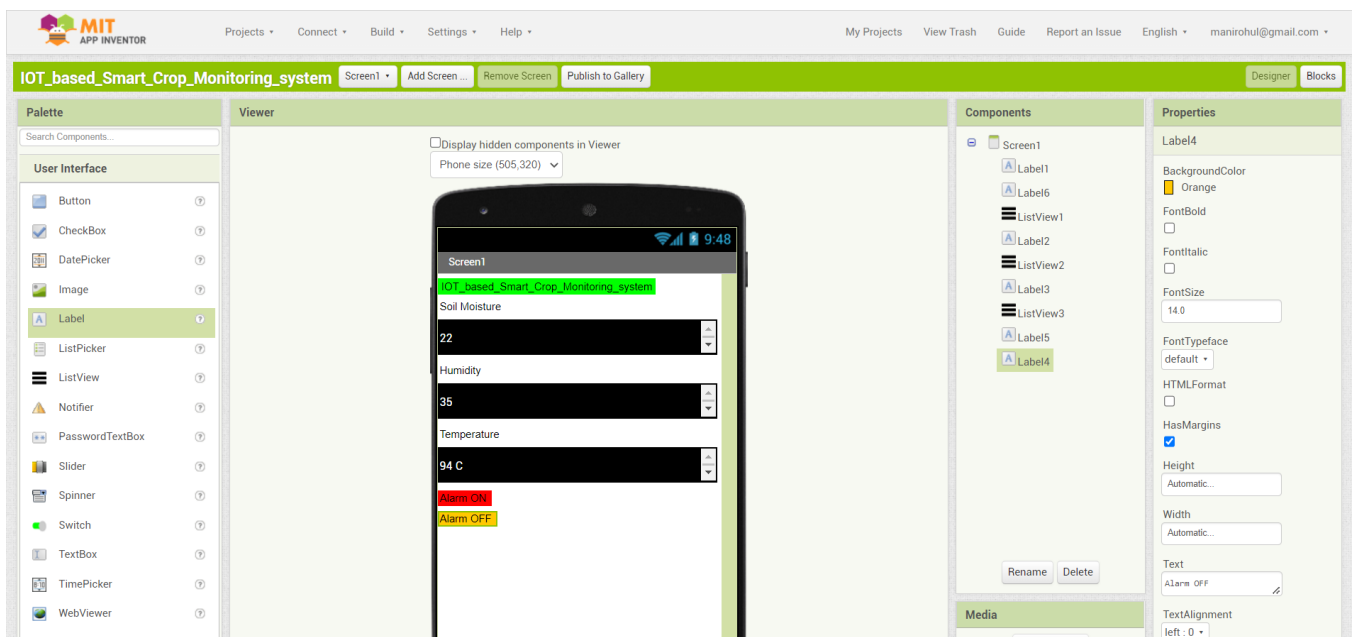 MIT
APP INVENTOR
Projects Connect Build Settings Help My Projects View Trash Guide Report an Issue English manirohul@gmail.com
IOT_based_Smart_Crop_Monitoring_system Screen1 Add Screen ... Remove Screen Publish to Gallery Designer Blocks
Palette
Search Components...
User Interface
Button
CheckBox
DatePicker
Image
Label
ListPicker
ListView
Notifier
PasswordTextBox
Slider
Spinner
Switch
TextBox
TimePicker
WebViewer
Viewer
Display hidden components in Viewer
Phone size (505,320)
9:48
Screen1
IOT_based_Smart_Crop_Monitoring_system
Soil Moisture
22
Humidity
35
Temperature
94 C
Alarm ON
Alarm OFF
Components
Screen1
Label1
Label6
ListView1
Label2
ListView2
Label3
ListView3
Label5
Label4
Rename Delete
Media
Properties
Label4
BackgroundColor
Orange
FontBold
FontItalic
FontSize
14.0
FontTypeface
default
HTMLFormat
HasMargins
Height
Automatic...
Width
Automatic...
Text
Alarm OFF
TextAlignment
left : 0